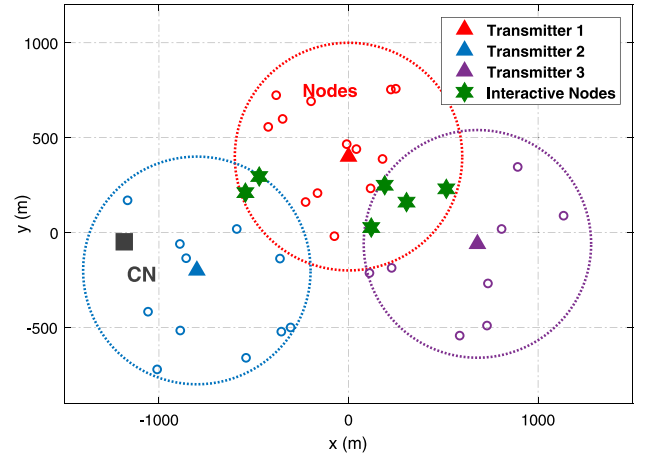 Transmitter 1
Transmitter 2
Transmitter 3
Interactive Nodes
Nodes
CN
1000
500
0
-500
-1000
0
1000
x (m)
y (m)